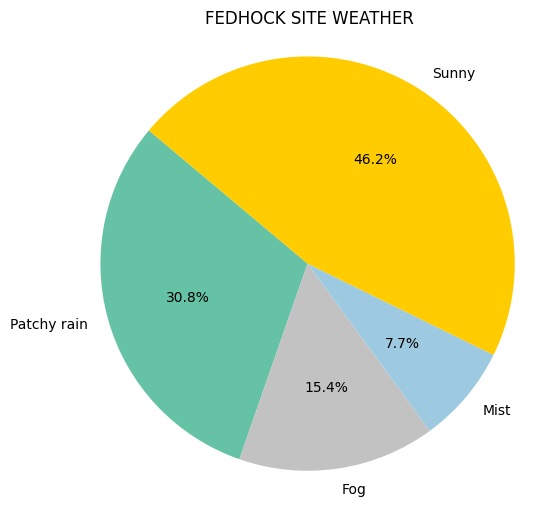 FEDHOCK SITE WEATHER
Sunny
46.2%
30.8%
Patchy rain
7.7%
15.4%
Mist
Fog